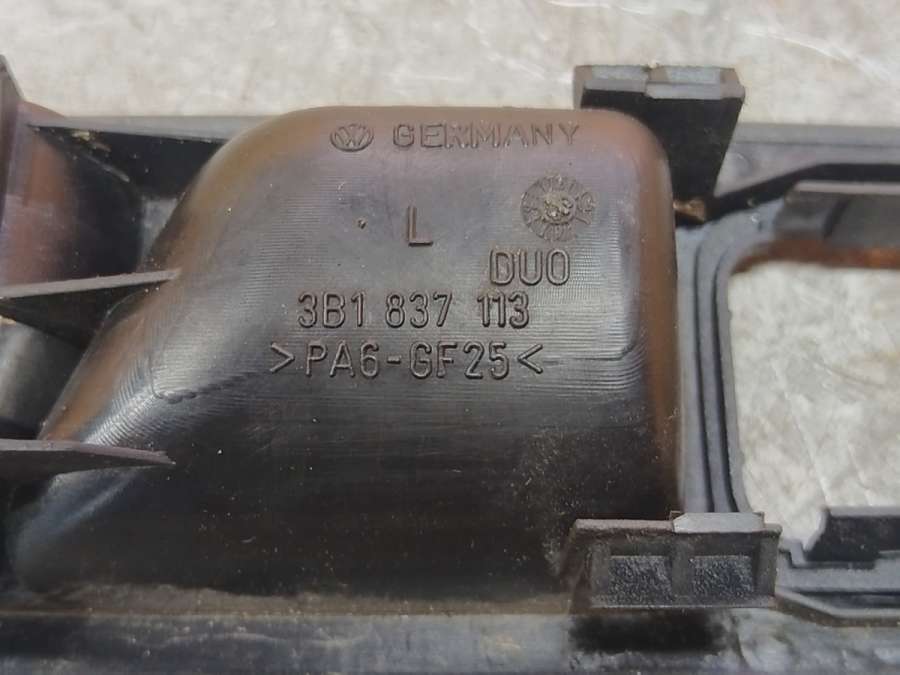 GERMANY
L
DUO
3B1 837 113
>PA6-GF25<